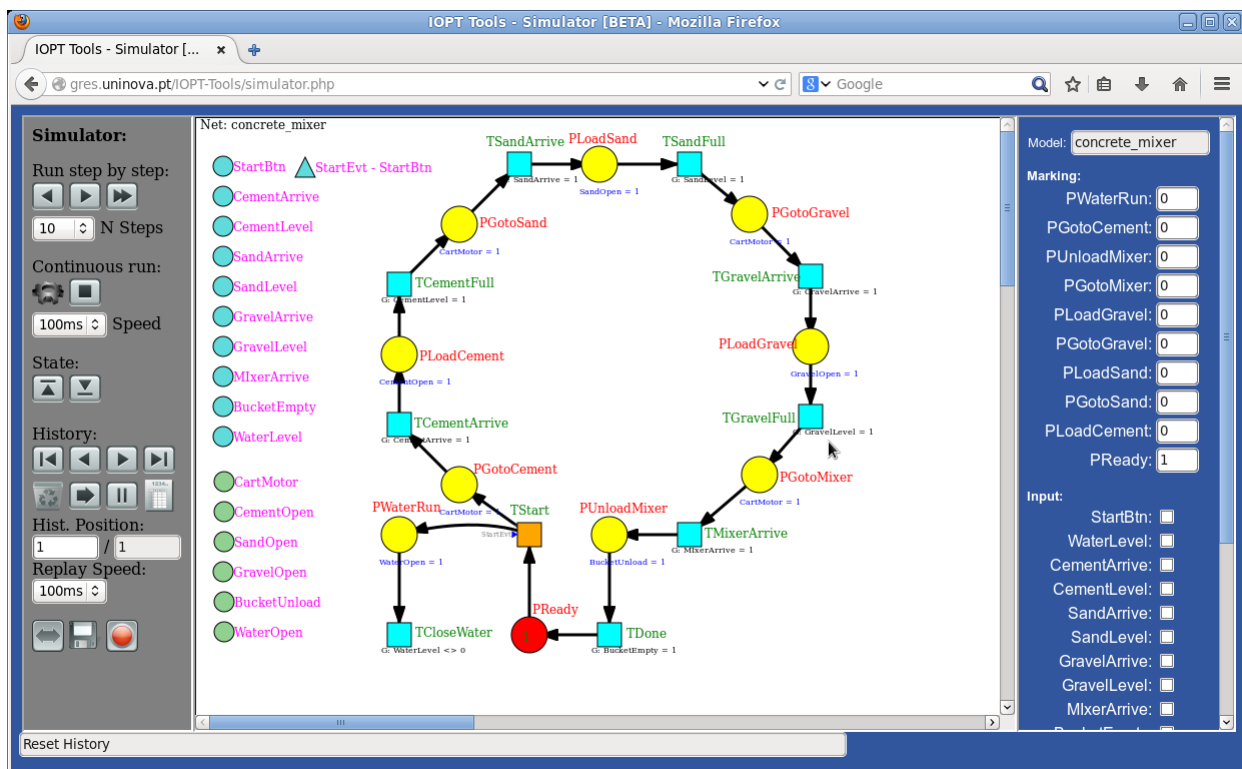 IOPT Tools - Simulator [BETA] - Mozilla Firefox
IOPT Tools - Simulator [...
gres.uninova.pt/IOPT-Tools/simulator.php
Google
Simulator:
Run step by step:
10
N Steps
Continuous run:
100ms
Speed
State:
History:
Hist. Position:
1 / 1
Replay Speed:
100ms
Net: concrete_mixer
StartBtn
StartEvt - StartBtn
CementArrive
CementLevel
SandArrive
SandLevel
GravelArrive
GravelLevel
MIxerArrive
BucketEmpty
WaterLevel
CartMotor
CementOpen
SandOpen
GravelOpen
BucketUnload
WaterOpen
TSandArrive
G: SandArrive = 1
PLoadSand
SandOpen = 1
TSandFull
G: SandLevel = 1
PGotoSand
CartMotor = 1
PGotoGravel
CartMotor = 1
TCementFull
G: CementLevel = 1
TGravelArrive
G: GravelArrive = 1
PLoadCement
CementOpen = 1
PLoadGravel
GravelOpen = 1
TCementArrive
G: CementArrive = 1
TGravelFull
G: GravelLevel = 1
PGotoCement
CartMotor = 1
PGotoMixer
CartMotor = 1
PWaterRun
WaterOpen = 1
TStart
StartEvt
PUnloadMixer
BucketUnload = 1
TMixerArrive
G: MIxerArrive = 1
PReady
1
TCloseWater
G: WaterLevel <> 0
TDone
G: BucketEmpty = 1
Model: concrete_mixer
Marking:
PWaterRun: 0
PGotoCement: 0
PUnloadMixer: 0
PGotoMixer: 0
PLoadGravel: 0
PGotoGravel: 0
PLoadSand: 0
PGotoSand: 0
PLoadCement: 0
PReady: 1
Input:
StartBtn:
WaterLevel:
CementArrive:
CementLevel:
SandArrive:
SandLevel:
GravelArrive:
GravelLevel:
MIxerArrive:
Reset History